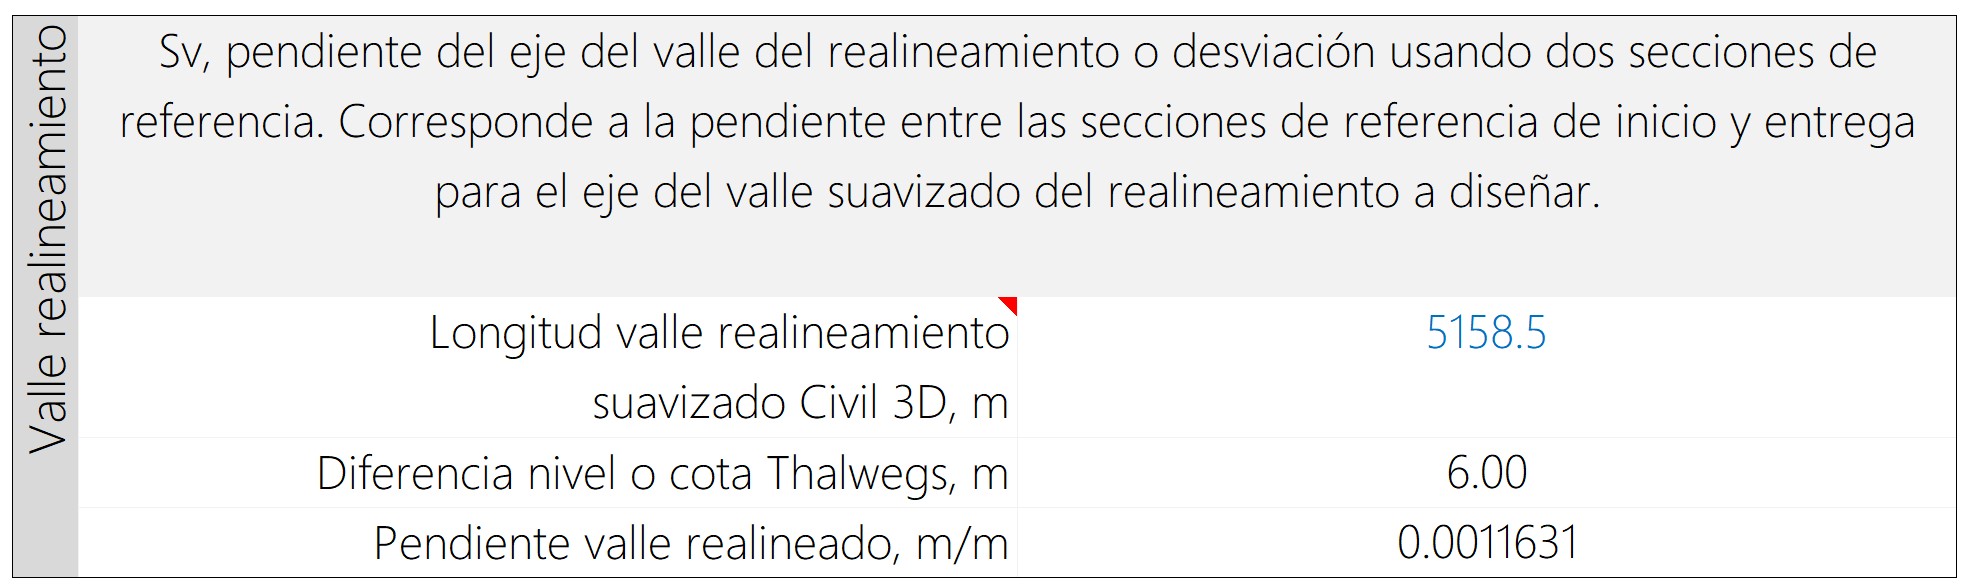 Valle realineamiento
Sv, pendiente del eje del valle del realineamiento o desviación usando dos secciones de
referencia. Corresponde a la pendiente entre las secciones de referencia de inicio y entrega
para el eje del valle suavizado del realineamiento a diseñar.
Longitud valle realineamiento 5158.5
suavizado Civil 3D, m
Diferencia nivel o cota Thalwegs, m 6.00
Pendiente valle realineado, m/m 0.0011631